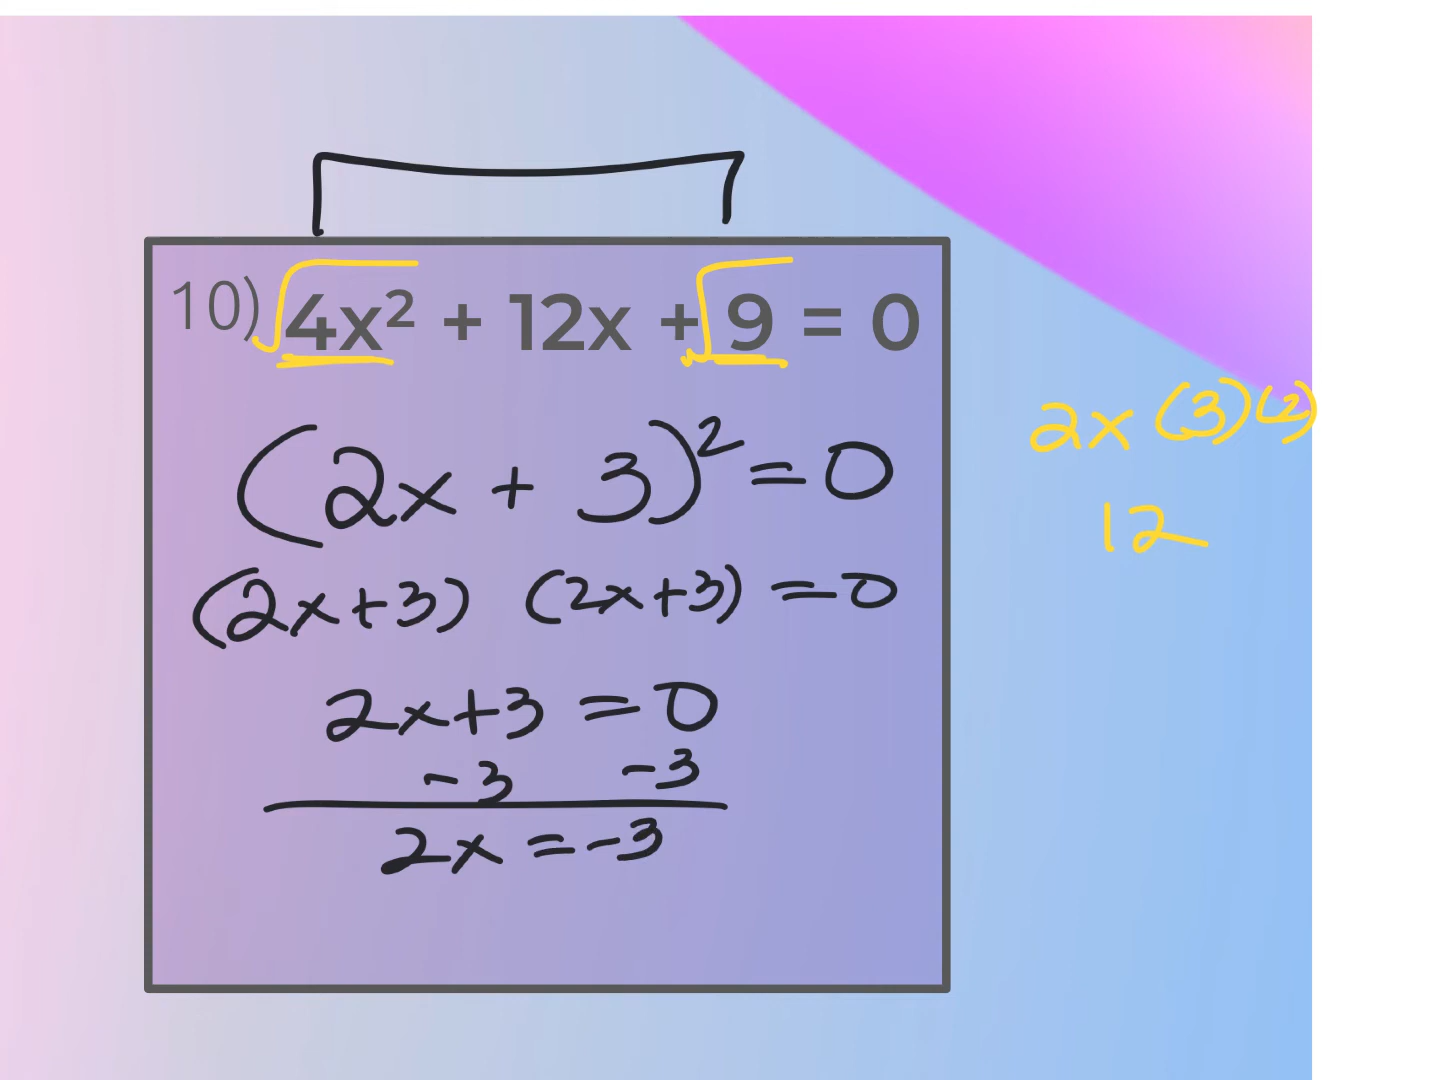 10) √4x² + 12x + √9 = 0
(2x + 3)² = 0
(2x+3) (2x+3) = 0
2x+3 = 0
-3 -3
2x = -3
2x (3)(2)
12